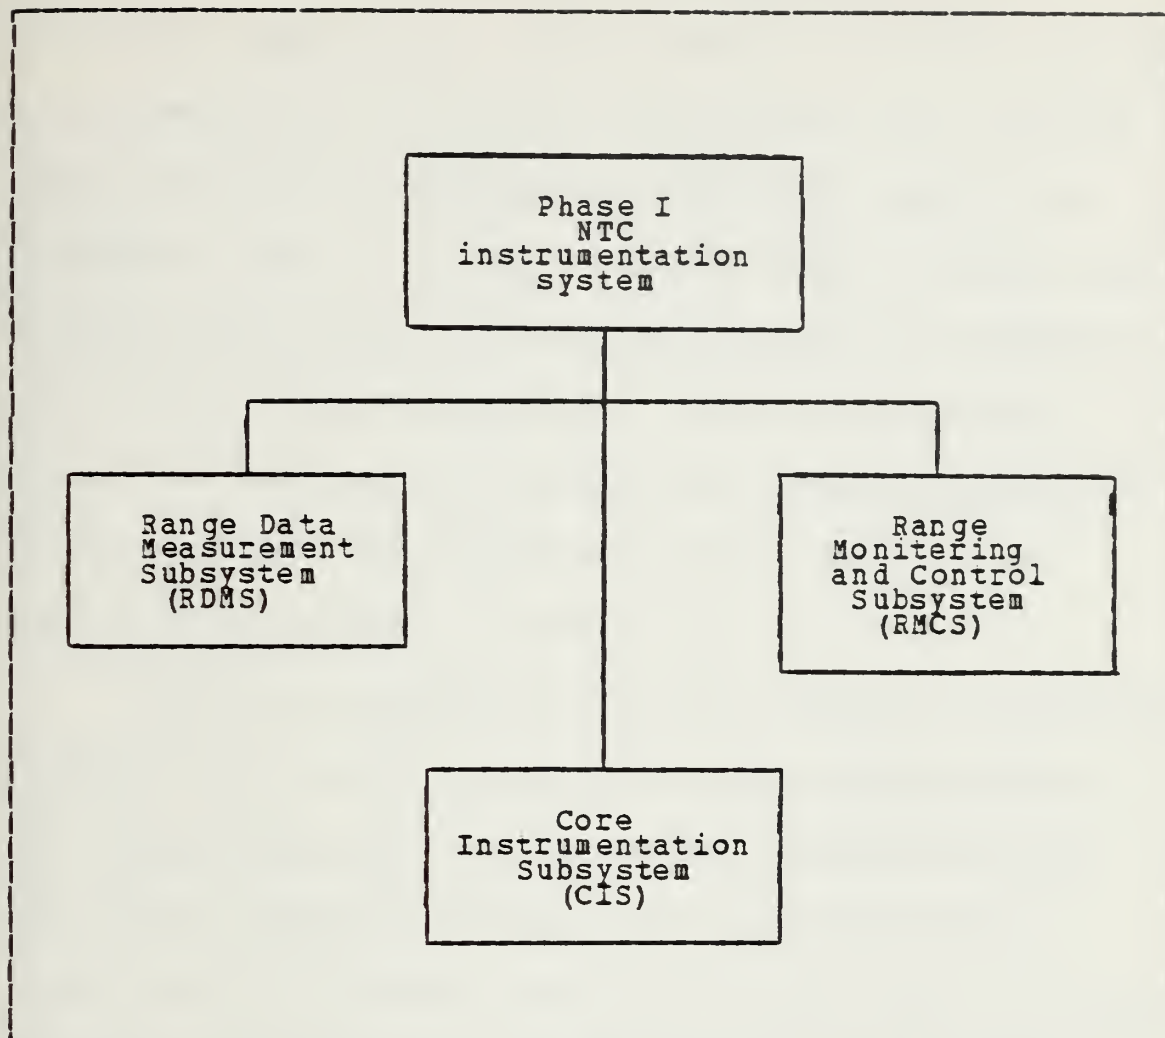 Phase I
NTC
instrumentation
system
Range Data
Measurement
Subsystem
(RDMS)
Range
Monitering
and Control
Subsystem
(RMCS)
Core
Instrumentation
Subsystem
(CIS)